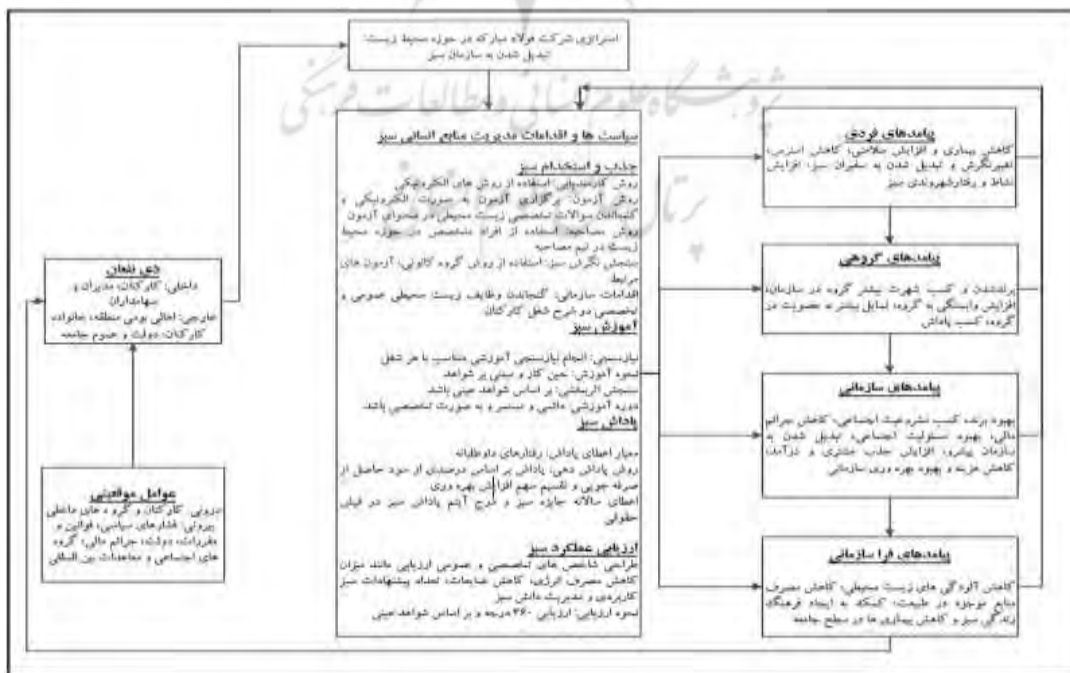 استراتژی شرکت فولاد مبارکه در حوزه محیط زیست:
تبدیل شدن به سازمان سبز
پژوهشگاه علوم انسانی و مطالعات فرهنگی
سیاست ها و اقدامات مدیریت منابع انسانی سبز
جذب و استخدام سبز
روش کارمندیابی: استفاده از روش های الکترونیکی
روش آزمون: برگزاری آزمون به صورت الکترونیکی و
گنجاندن سوالات تخصصی زیست محیطی در محتوای آزمون
روش مصاحبه: استفاده از افراد متخصص در حوزه محیط
زیست در تیم مصاحبه
سنجش نگرش سبز: استفاده از روش گروه کانونی، آزمون های
مرتبط
اقدامات سازمانی: گنجاندن وظایف زیست محیطی عمومی و
تخصصی در شرح شغل کارکنان
آموزش سبز
نیازسنجی: انجام نیازسنجی آموزشی متناسب با هر شغل
نحوه آموزش: حین کار و مبتنی بر شواهد
سنجش اثربخشی: بر اساس شواهد عینی باشد.
دوره آموزشی: دائمی و مستمر و به صورت تخصصی باشد.
پاداش سبز
معیار اعطای پاداش: رفتارهای داوطلبانه
روش پاداش دهی: پاداش بر اساس درصدی از سود حاصل از
صرفه جویی و تقسیم سهم افزایش بهره وری
اعطای سالانه جایزه سبز و درج آیتم پاداش سبز در فیش
حقوقی
ارزیابی عملکرد سبز
طراحی شاخص های تخصصی و عمومی ارزیابی مانند میزان
کاهش مصرف انرژی، کاهش ضایعات، تعداد پیشنهادات سبز
کاربردی و مدیریت دانش سبز
نحوه ارزیابی: ارزیابی ۳۶۰ درجه و بر اساس شواهد عینی
پیامدهای فردی
کاهش بیماری و افزایش سلامتی، کاهش استرس،
تغییرنگرش و تبدیل شدن به سفیران سبز، افزایش
نشاط و رفتارشهروندی سبز
پیامدهای گروهی
برندشدن و کسب شهرت بیشتر گروه در سازمان،
افزایش وابستگی به گروه، تمایل بیشتر به عضویت در
گروه، کسب پاداش
پیامدهای سازمانی
بهبود برند، کسب مشروعیت اجتماعی، کاهش جرائم
مالی، بهبود مسئولیت اجتماعی، تبدیل شدن به
سازمان پیشرو، افزایش جذب مشتری و درآمد،
کاهش هزینه و بهبود بهره وری سازمانی
پیامدهای فرا سازمانی
کاهش آلودگی های زیست محیطی، کاهش مصرف
منابع موجود در طبیعت، کمک به ایجاد فرهنگ
زندگی سبز و کاهش بیماری ها در سطح جامعه
ذی نفعان
داخلی: کارکنان، مدیران و
سهامداران
خارجی: اهالی بومی منطقه، خانواده
کارکنان، دولت و عموم جامعه
عوامل موقعیتی
درونی: کارکنان و گروه های داخلی
بیرونی: فشارهای سیاسی، قوانین و
مقررات، دولت، جرائم مالی، گروه
های اجتماعی و معاهدات بین المللی